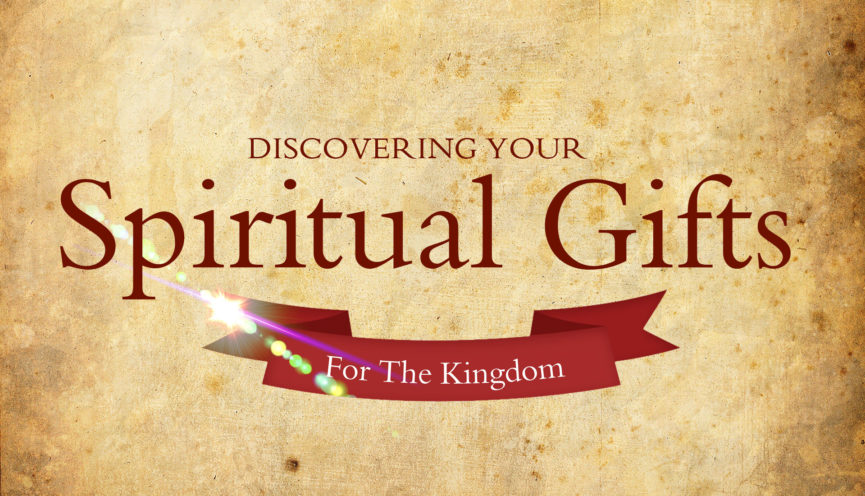 DISCOVERING YOUR
Spiritual Gifts
For The Kingdom